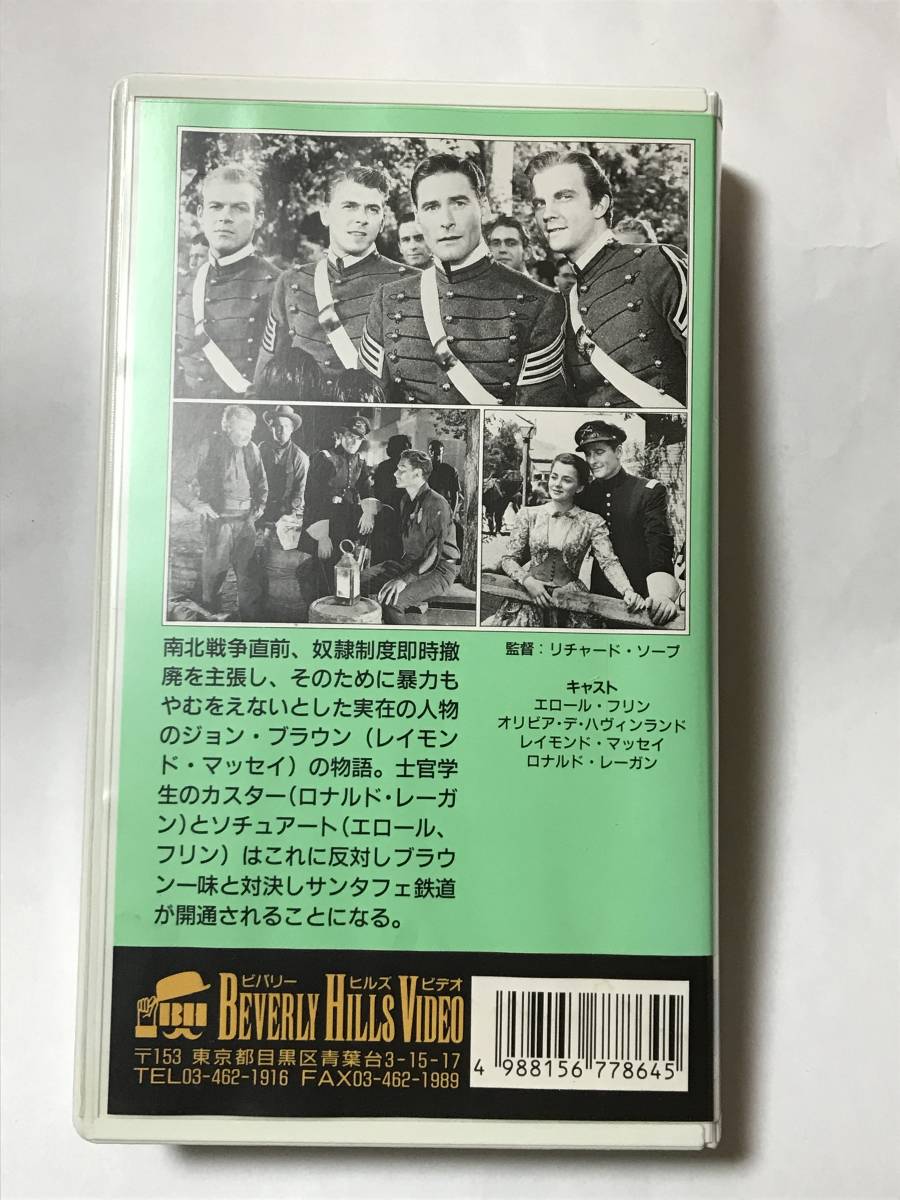 南北戦争直前、奴隷制度即時撤
廃を主張し、そのために暴力も
やむをえないとした実在の人物
のジョン・ブラウン（レイモン
ド・マッセイ）の物語。士官学
生のカスター（ロナルド・レーガ
ン）とソチュアート（エロール、
フリン）はこれに反対しブラウ
ン一味と対決しサンタフェ鉄道
が開通されることになる。
監督：リチャード・ソープ
キャスト
エロール・フリン
オリビア・デ・ハヴィンランド
レイモンド・マッセイ
ロナルド・レーガン
ビバリー ヒルズ ビデオ
BH BEVERLY HILLS VIDEO
〒153 東京都目黒区青葉台3-15-17
TEL03-462-1916 FAX03-462-1989
4 988156 778645